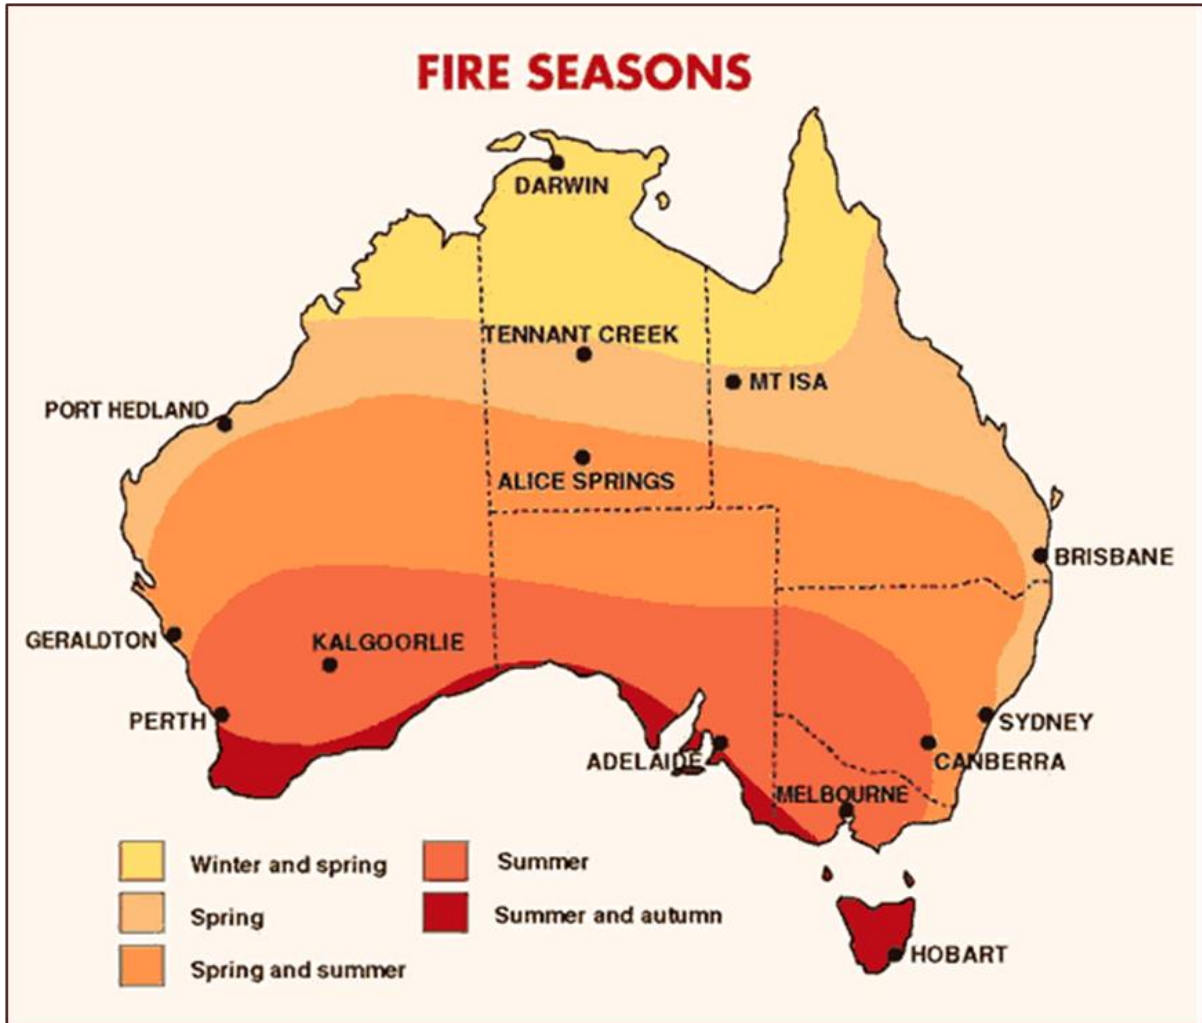 FIRE SEASONS
DARWIN
TENNANT CREEK
MT ISA
PORT HEDLAND
ALICE SPRINGS
BRISBANE
GERALDTON
KALGOORLIE
PERTH
SYDNEY
ADELAIDE
CANBERRA
MELBOURNE
Winter and spring
Summer
Spring
Summer and autumn
Spring and summer
HOBART